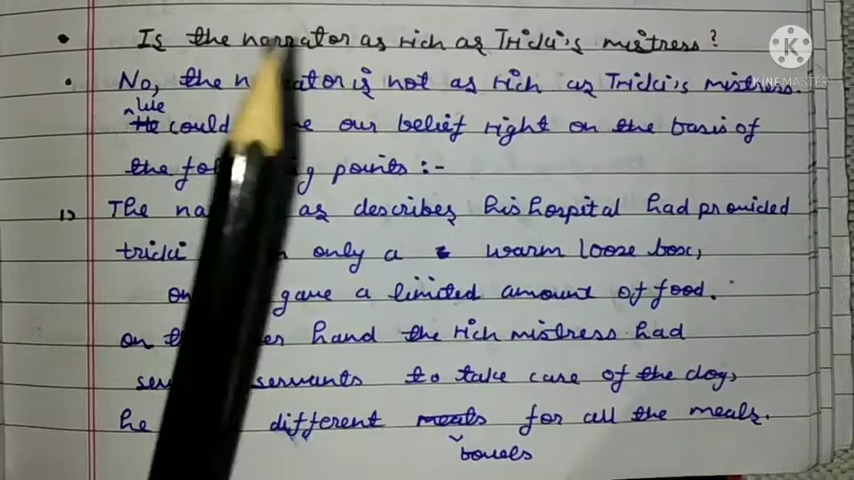 Is the narrator as rich as Tricki's mistress?
No, the narrator is not as rich as Tricki's mistress.
We
He could our belief right on the basis of
the points :-
1) The as describes his hospital had provided
tricki only a warm loose box,
gave a limited amount of food.
on hand the rich mistress had
servants to take care of the dog,
he different meals for all the meals.
bowels
KINEMASTER